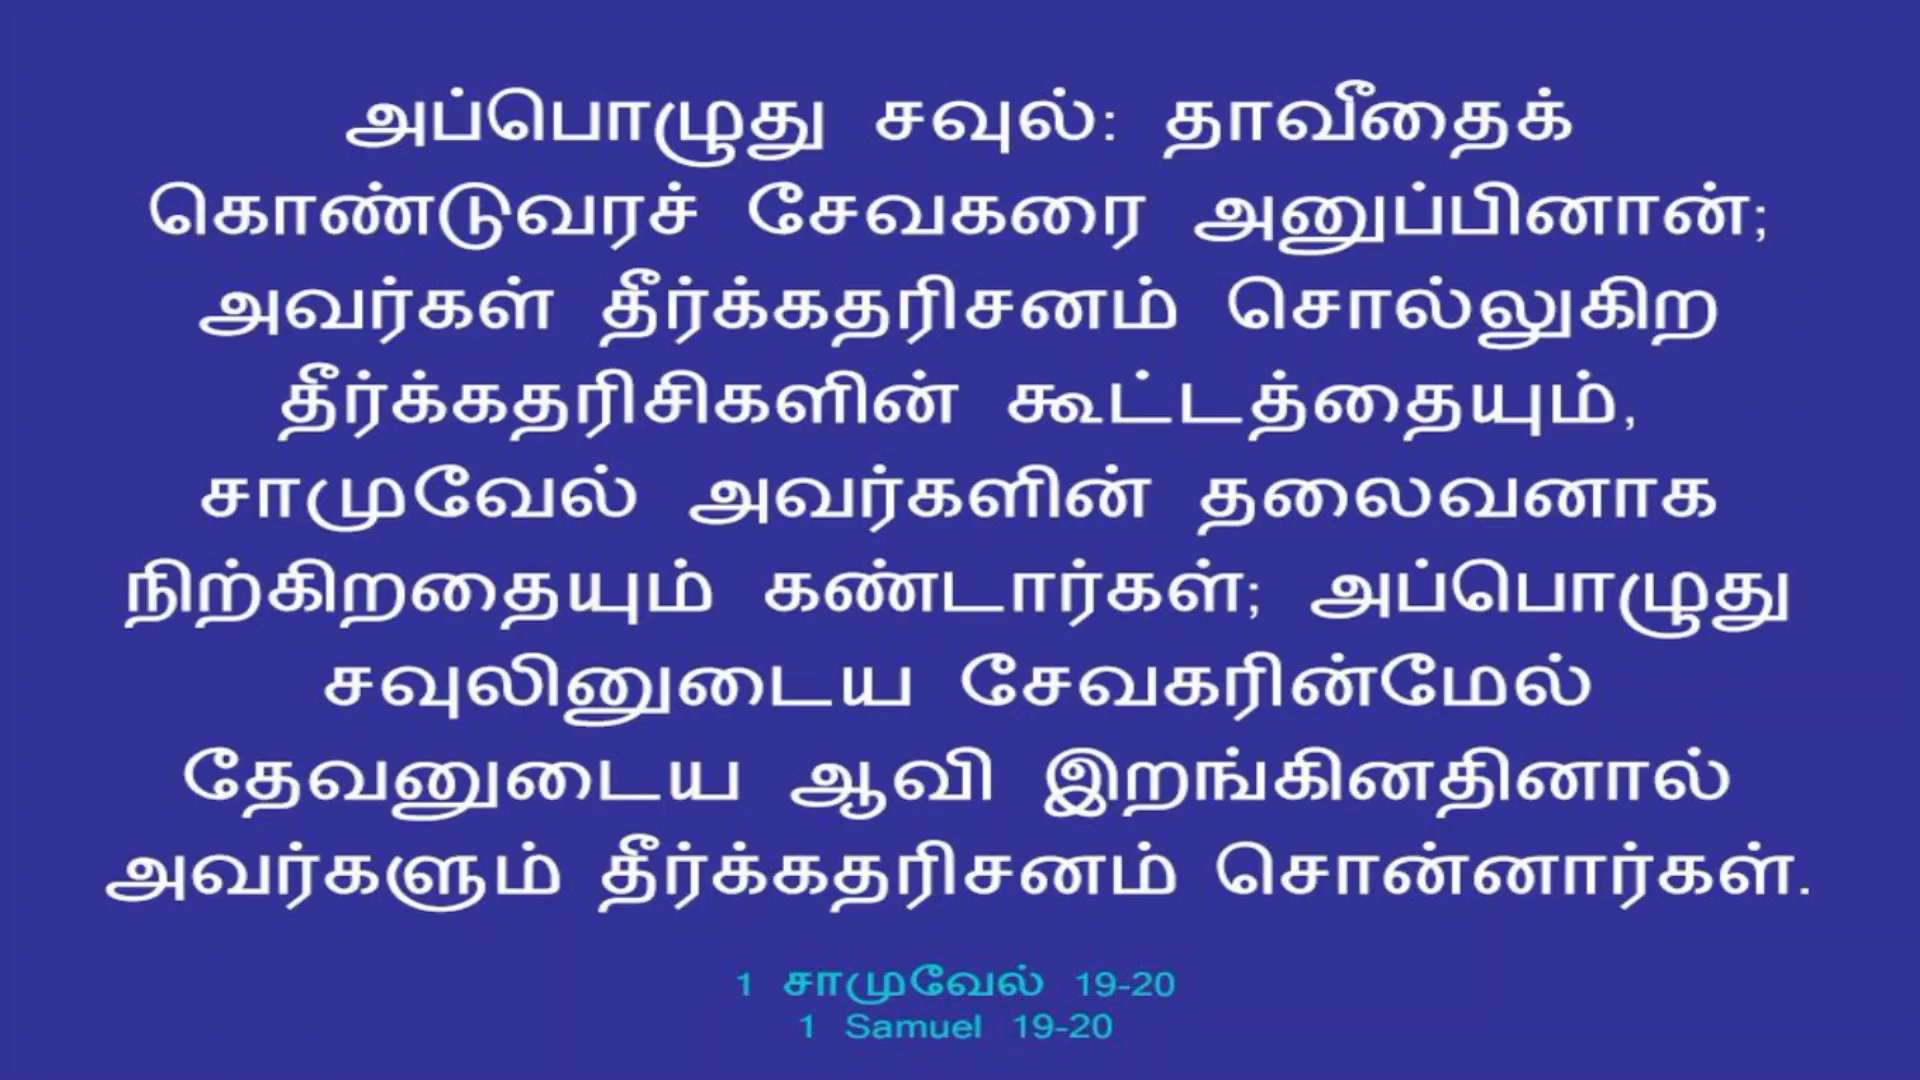 அப்பொழுது சவுல்: தாவீதைக்
கொண்டுவரச் சேவகரை அனுப்பினான்;
அவர்கள் தீர்க்கதரிசனம் சொல்லுகிற
தீர்க்கதரிசிகளின் கூட்டத்தையும்,
சாமுவேல் அவர்களின் தலைவனாக
நிற்கிறதையும் கண்டார்கள்; அப்பொழுது
சவுலினுடைய சேவகரின்மேல்
தேவனுடைய ஆவி இறங்கினதினால்
அவர்களும் தீர்க்கதரிசனம் சொன்னார்கள்.
1 சாமுவேல் 19-20
1 Samuel 19-20